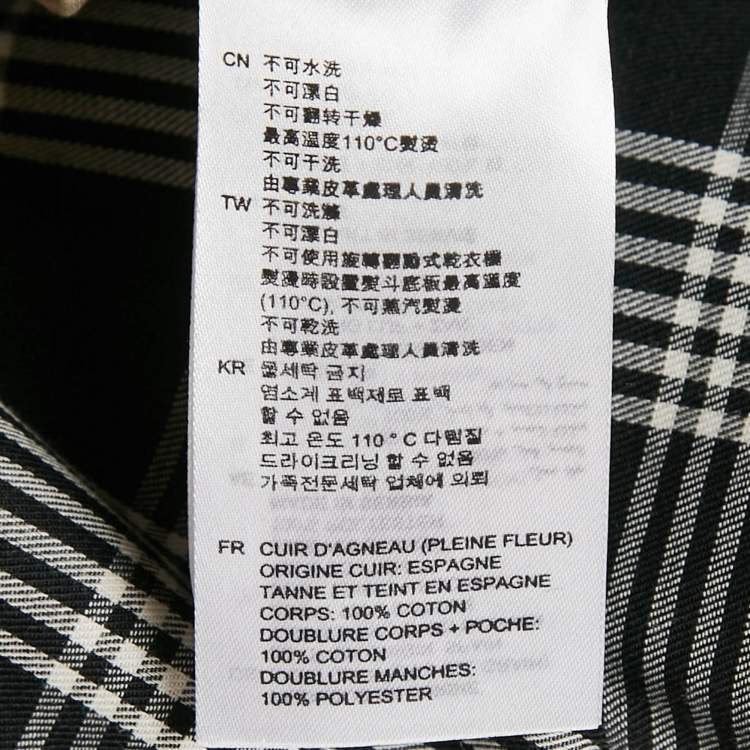 CN 不可水洗
不可漂白
不可翻转干燥
最高溫度110°C熨燙
不可干洗
由專業皮革處理人員清洗
TW 不可洗滌
不可漂白
不可使用旋轉翻動式乾衣機
熨燙時設置熨斗底板最高溫度
(110°C), 不可蒸汽熨燙
不可乾洗
由專業皮革處理人員清洗
KR 물세탁 금지
염소계 표백제로 표백
할 수 없음
최고 온도 110 ° C 다림질
드라이크리닝 할 수 없음
가죽전문세탁 업체에 의뢰
FR CUIR D'AGNEAU (PLEINE FLEUR)
ORIGINE CUIR: ESPAGNE
TANNE ET TEINT EN ESPAGNE
CORPS: 100% COTON
DOUBLURE CORPS + POCHE:
100% COTON
DOUBLURE MANCHES:
100% POLYESTER